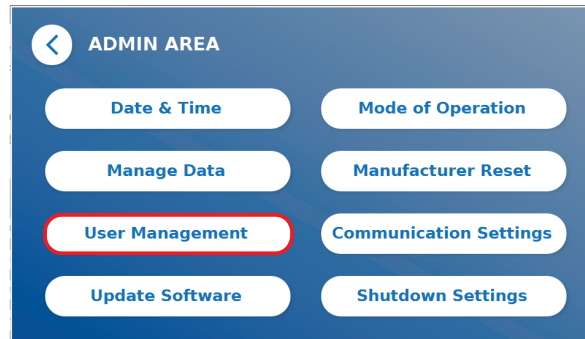 ADMIN AREA
Date & Time
Mode of Operation
Manage Data
Manufacturer Reset
User Management
Communication Settings
Update Software
Shutdown Settings